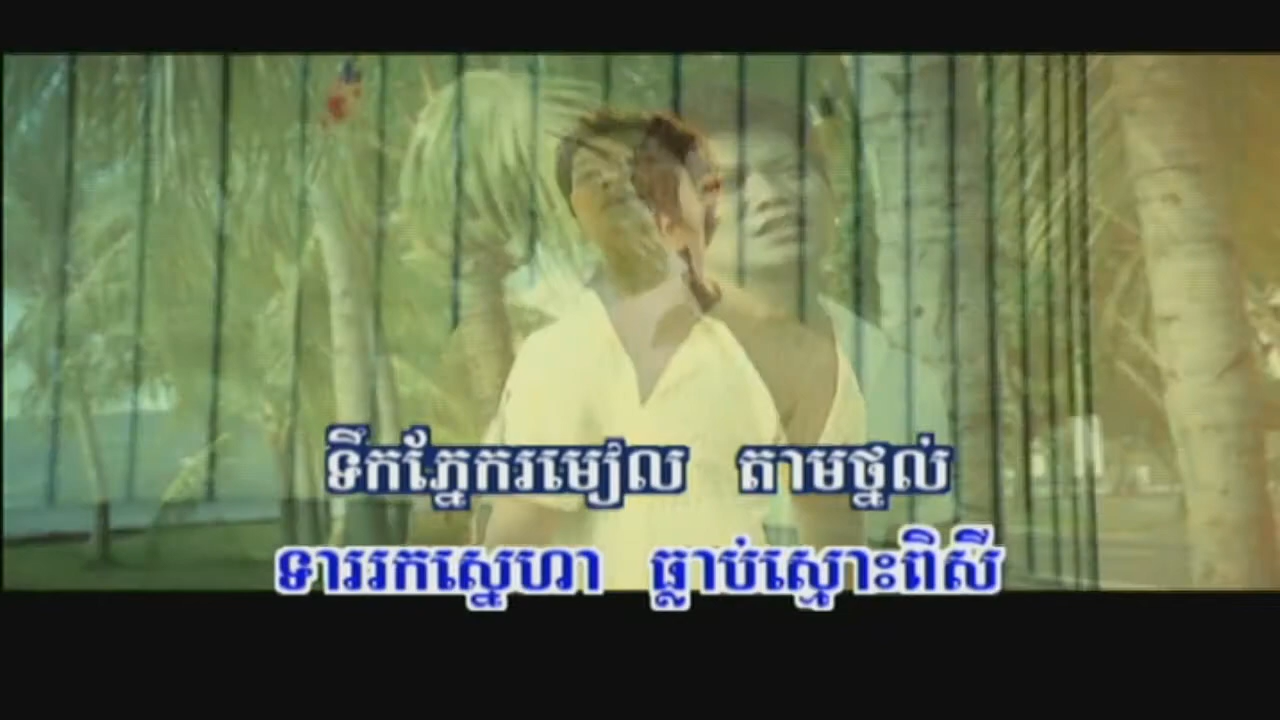 ទឹកភ្នែករមៀល តាមថ្នល់
ទាររកស្នេហា ធ្លាប់ស្មោះពិសី